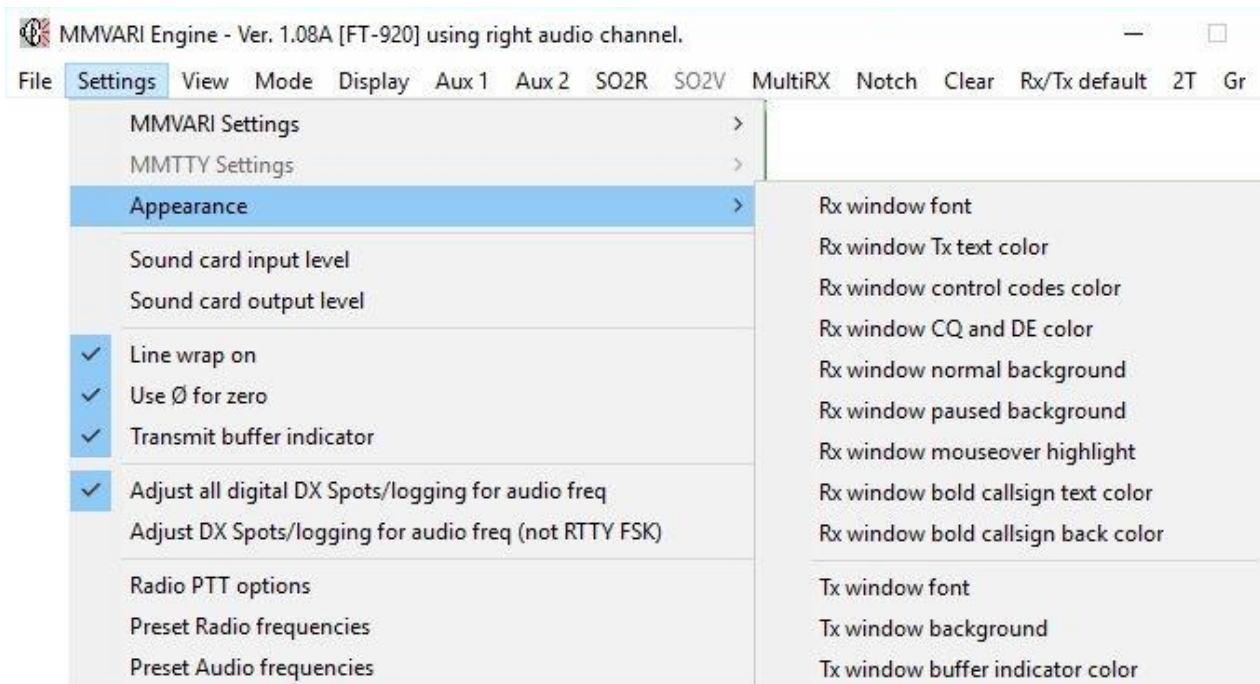 MMVARI Engine - Ver. 1.08A [FT-920] using right audio channel.
File Settings View Mode Display Aux 1 Aux 2 SO2R SO2V MultiRX Notch Clear Rx/Tx default 2T Gr
MMVARI Settings
MMTTY Settings
Appearance
Sound card input level
Sound card output level
Line wrap on
Use Ø for zero
Transmit buffer indicator
Adjust all digital DX Spots/logging for audio freq
Adjust DX Spots/logging for audio freq (not RTTY FSK)
Radio PTT options
Preset Radio frequencies
Preset Audio frequencies
Rx window font
Rx window Tx text color
Rx window control codes color
Rx window CQ and DE color
Rx window normal background
Rx window paused background
Rx window mouseover highlight
Rx window bold callsign text color
Rx window bold callsign back color
Tx window font
Tx window background
Tx window buffer indicator color